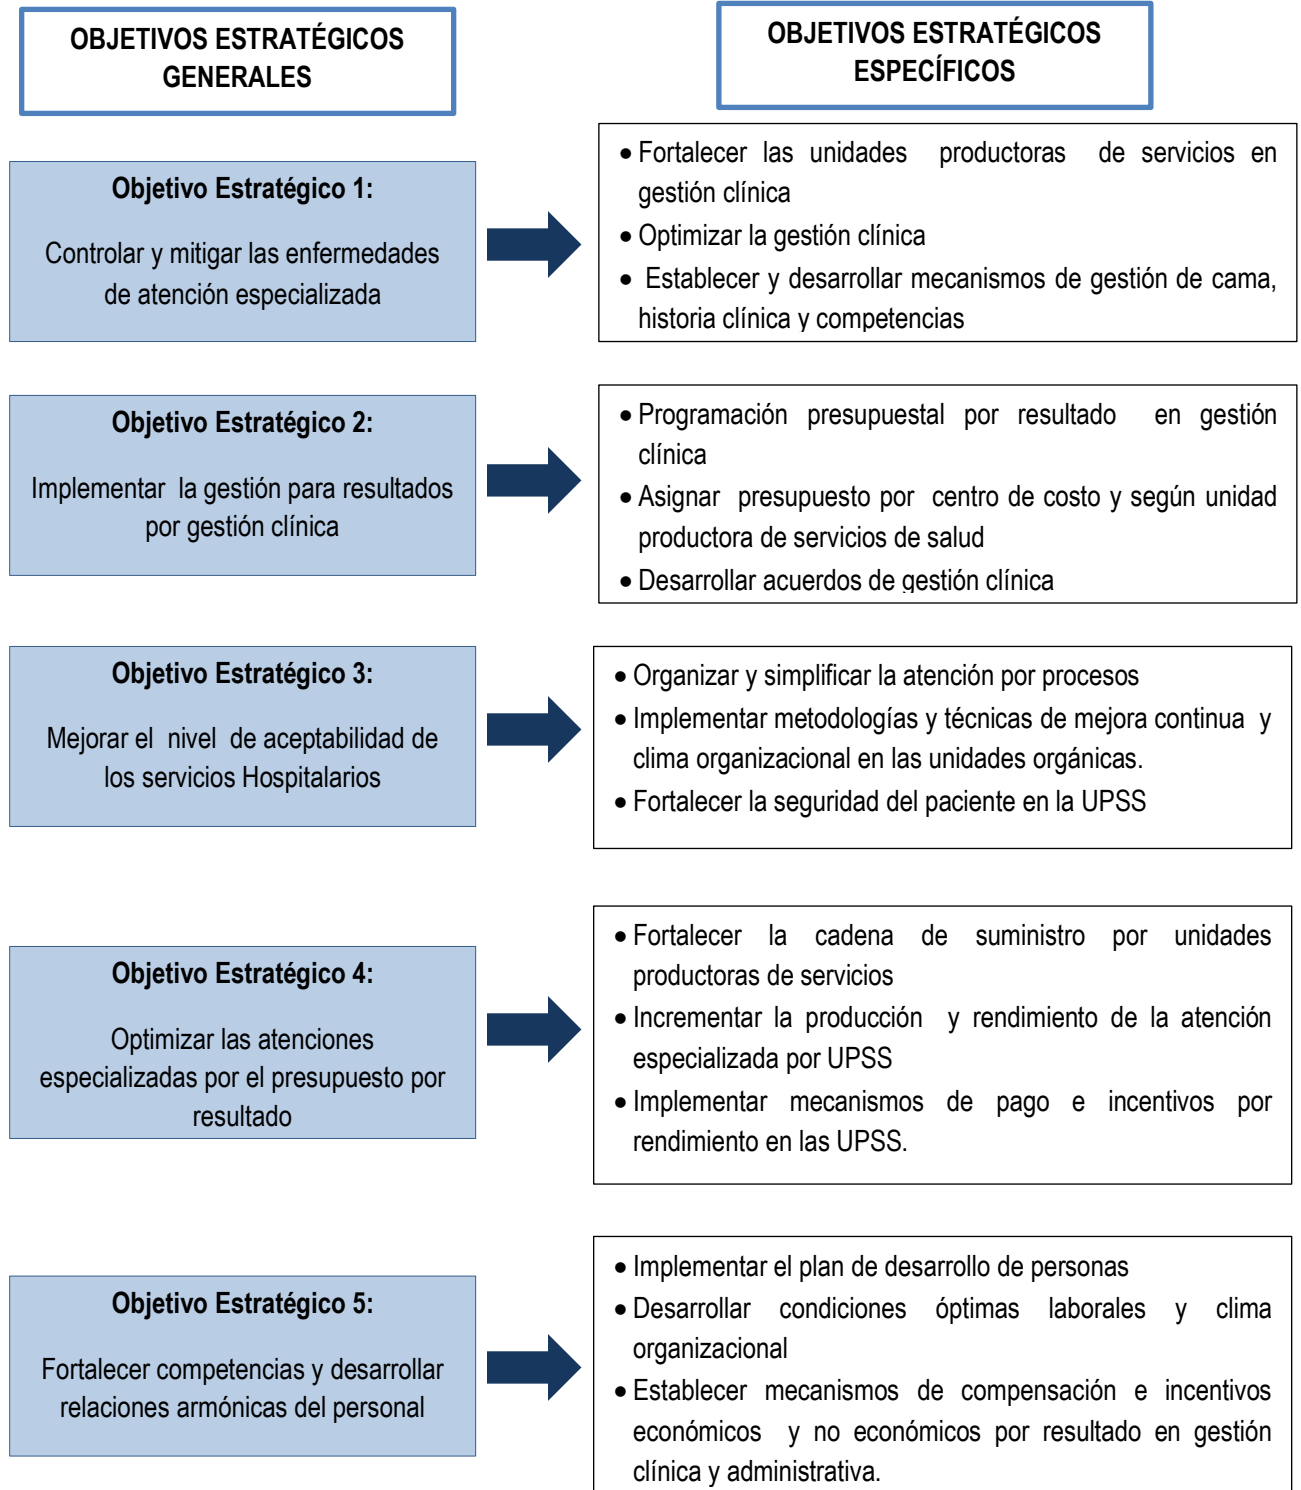 OBJETIVOS ESTRATÉGICOS
GENERALES
OBJETIVOS ESTRATÉGICOS
ESPECÍFICOS
Objetivo Estratégico 1:
Controlar y mitigar las enfermedades
de atención especializada
• Fortalecer las unidades productoras de servicios en
gestión clínica
• Optimizar la gestión clínica
• Establecer y desarrollar mecanismos de gestión de cama,
historia clínica y competencias
Objetivo Estratégico 2:
Implementar la gestión para resultados
por gestión clínica
• Programación presupuestal por resultado en gestión
clínica
• Asignar presupuesto por centro de costo y según unidad
productora de servicios de salud
• Desarrollar acuerdos de gestión clínica
Objetivo Estratégico 3:
Mejorar el nivel de aceptabilidad de
los servicios Hospitalarios
• Organizar y simplificar la atención por procesos
• Implementar metodologías y técnicas de mejora continua y
clima organizacional en las unidades orgánicas.
• Fortalecer la seguridad del paciente en la UPSS
Objetivo Estratégico 4:
Optimizar las atenciones
especializadas por el presupuesto por
resultado
• Fortalecer la cadena de suministro por unidades
productoras de servicios
• Incrementar la producción y rendimiento de la atención
especializada por UPSS
• Implementar mecanismos de pago e incentivos por
rendimiento en las UPSS.
Objetivo Estratégico 5:
Fortalecer competencias y desarrollar
relaciones armónicas del personal
• Implementar el plan de desarrollo de personas
• Desarrollar condiciones óptimas laborales y clima
organizacional
• Establecer mecanismos de compensación e incentivos
económicos y no económicos por resultado en gestión
clínica y administrativa.